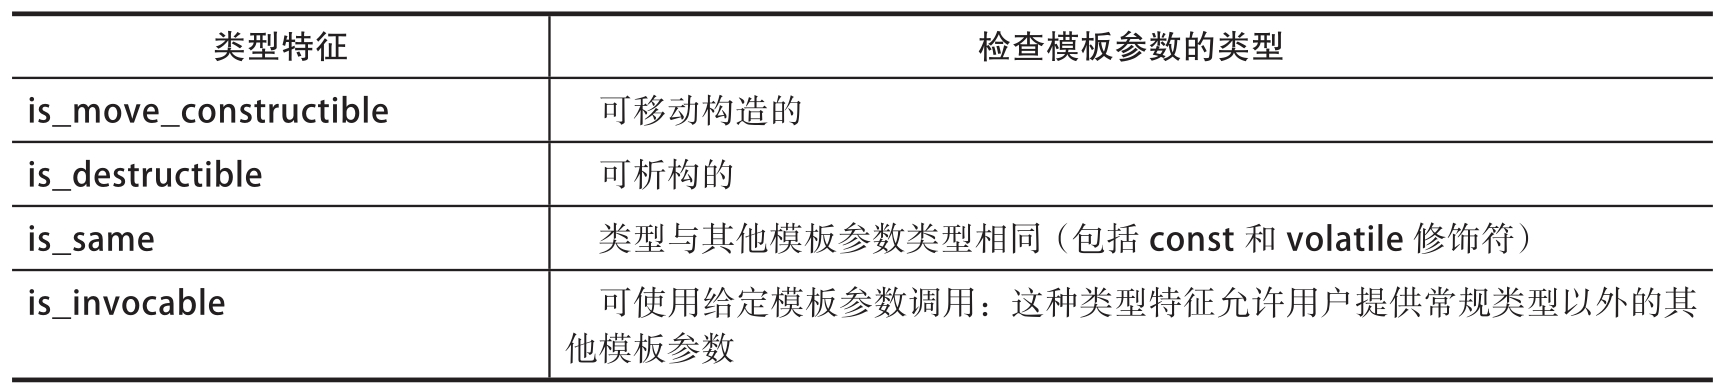 类型特征 检查模板参数的类型
is_move_constructible 可移动构造的
is_destructible 可析构的
is_same 类型与其他模板参数类型相同（包括 const 和 volatile 修饰符）
is_invocable 可使用给定模板参数调用：这种类型特征允许用户提供常规类型以外的其
他模板参数